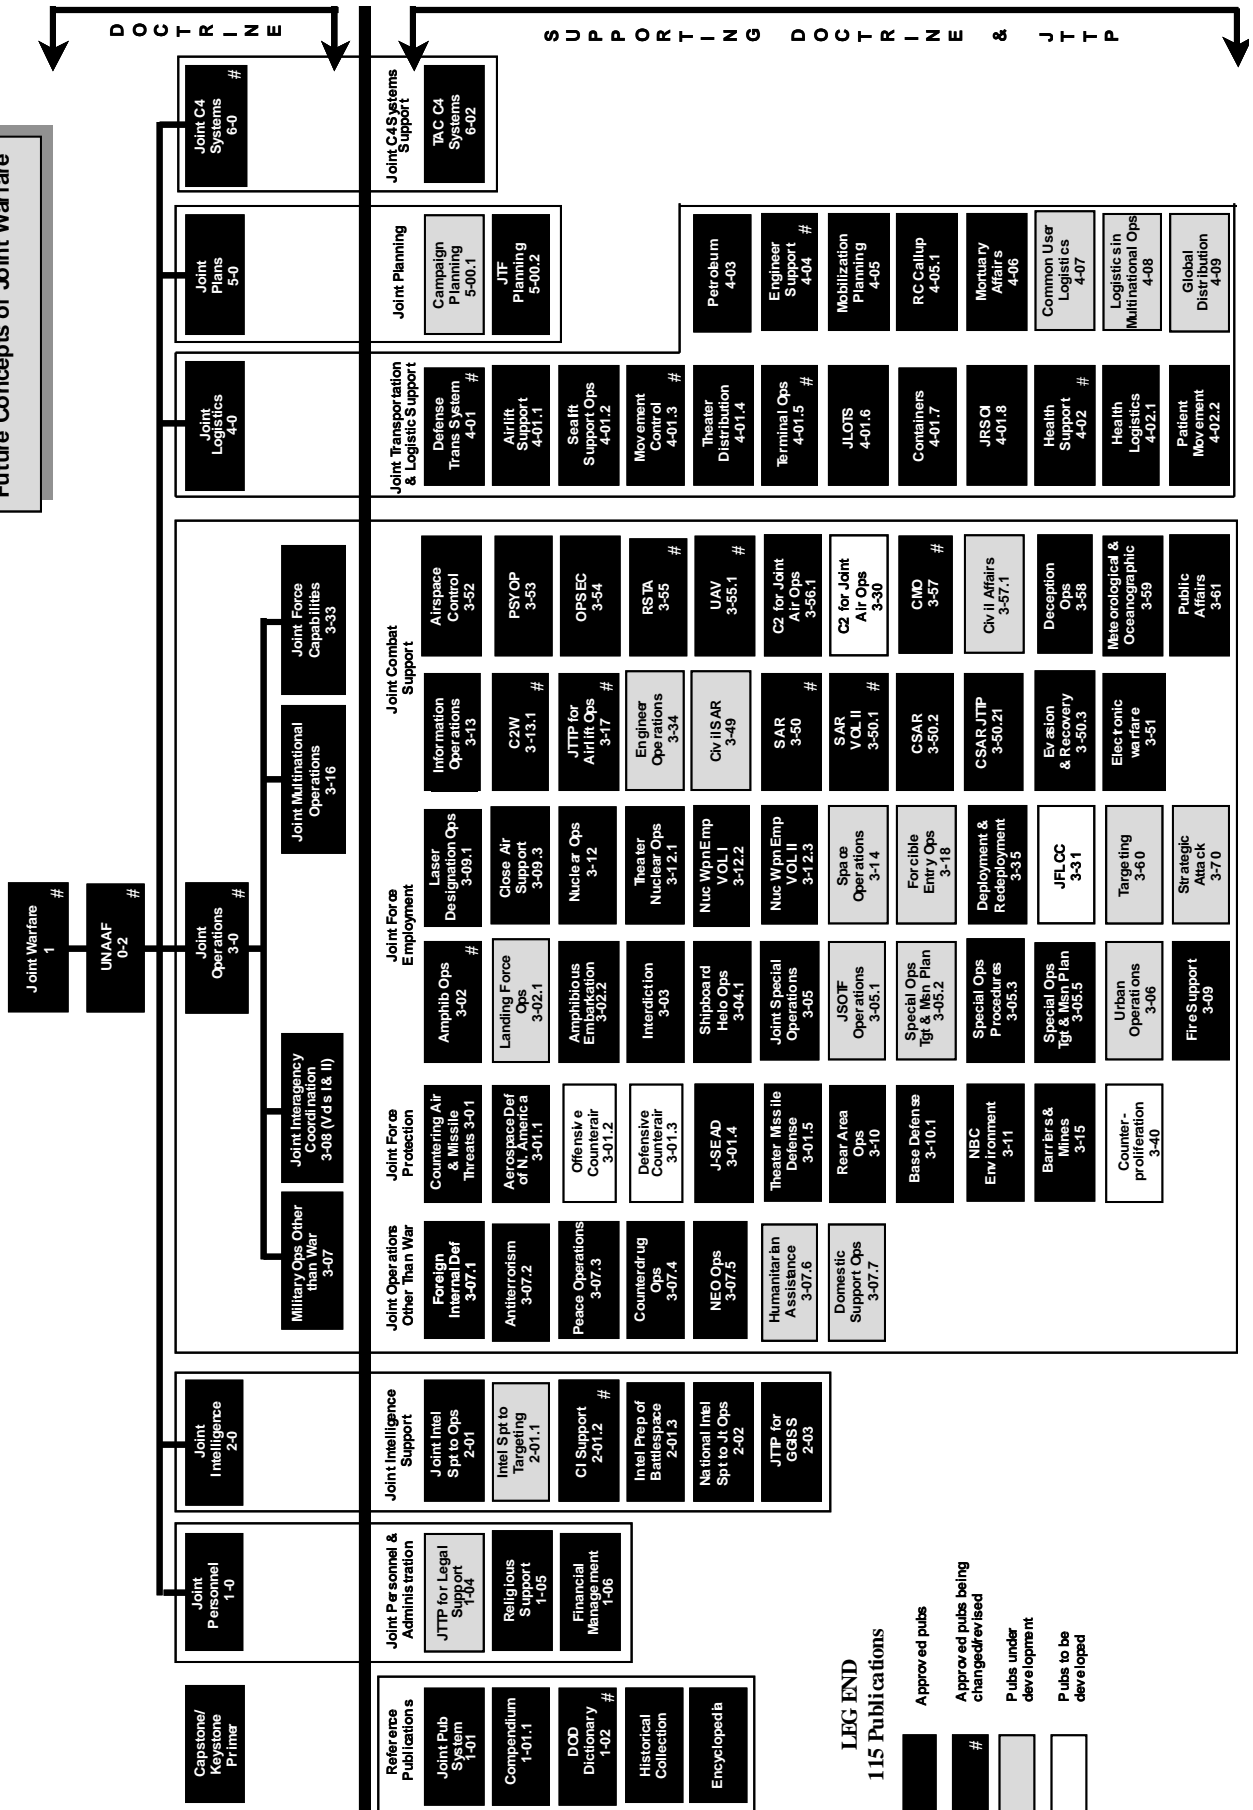 Future Concepts of Joint Warfare
D O C T R I N E
S U P P O R T I N G  D O C T R I N E  &  J T T P
Joint Warfare
1
#
UNAAF
0-2
#
Capstone/
Keystone
Primer
Joint
Personnel
1-0
Joint
Intelligence
2-0
Joint
Operations
3-0
#
Joint
Logistics
4-0
Joint
Plans
5-0
Joint C4
Systems
6-0
#
Military Ops Other
than War
3-07
Joint Interagency
Coordination
3-08 (Vols I & II)
Joint Multinational
Operations
3-16
Joint Force
Capabilites
3-33
Reference
Publications
Joint Pub
System
1-01
Compendium
1-01.1
DOD
Dictionary
1-02
#
Historical
Collection
Encyclopedia
Joint Personnel &
Administration
JTTP for Legal
Support
1-04
Religious
Support
1-05
Financial
Management
1-06
Joint Intelligence
Support
Joint Intel
Spt to Ops
2-01
Intel Spt to
Targeting
2-01.1
CI Support
2-01.2
#
Intel Prep of
Battlespace
2-01.3
National Intel
Spt to Jt Ops
2-02
JTTP for
GGISS
2-03
Joint Operations
Other Than War
Foreign
Internal Def
3-07.1
Antiterrorism
3-07.2
Peace Operations
3-07.3
Counterdrug
Ops
3-07.4
NEO Ops
3-07.5
Humanitarian
Assistance
3-07.6
Domestic
Support Ops
3-07.7
Joint Force
Protection
Countering Air
& Missile
Threats 3-01
Aerospace Def
of N. America
3-01.1
Offensive
Counterair
3-01.2
Defensive
Counterair
3-01.3
J-SEAD
3-01.4
Theater Missile
Defense
3-01.5
Rear Area
Ops
3-10
Base Defense
3-10.1
NBC
Environment
3-11
Barriers &
Mines
3-15
Counter-
proliferation
3-40
Joint Force
Employment
Amphib Ops
3-02
#
Landing Force
Ops
3-02.1
Amphibious
Embarkation
3-02.2
Interdiction
3-03
Shipboard
Helo Ops
3-04.1
Joint Special
Operations
3-05
JSOTF
Operations
3-05.1
Special Ops
Tgt & Msn Plan
3-05.2
Special Ops
Procedures
3-05.3
Special Ops
Tgt & Msn Plan
3-05.5
Urban
Operations
3-06
Fire Support
3-09
Laser
Designation Ops
3-09.1
Close Air
Support
3-09.3
Nuclear Ops
3-12
Theater
Nuclear Ops
3-12.1
Nuc Wpn Emp
VOL I
3-12.2
Nuc Wpn Emp
VOL II
3-12.3
Space
Operations
3-14
Forcible
Entry Ops
3-18
Deployment &
Redeployment
3-35
JFLCC
3-31
Targeting
3-60
Strategic
Attack
3-70
Joint Combat
Support
Information
Operations
3-13
C2W
3-13.1
#
JTTP for
Airlift Ops
3-17
#
Engineer
Operations
3-34
Civil SAR
3-49
SAR
3-50
#
SAR
VOL II
3-50.1
#
CSAR
3-50.2
CSAR JTTP
3-50.21
Evasion
& Recovery
3-50.3
Electronic
warfare
3-51
Airspace
Control
3-52
PSYOP
3-53
OPSEC
3-54
RSTA
3-55
#
UAV
3-55.1
#
C2 for Joint
Air Ops
3-56.1
C2 for Joint
Air Ops
3-30
CMO
3-57
#
Civil Affairs
3-57.1
Deception
Ops
3-58
Meteorological &
Oceanographic
3-59
Public
Affairs
3-61
Joint Transportation
& Logistic Support
Defense
Trans System
4-01
#
Airlift
Support
4-01.1
Sealift
Support Ops
4-01.2
Movement
Control
4-01.3
#
Theater
Distribution
4-01.4
Terminal Ops
4-01.5
#
JLOTS
4-01.6
Containers
4-01.7
JRSOI
4-01.8
Health
Support
4-02
#
Health
Logistics
4-02.1
Patient
Movement
4-02.2
Petroleum
4-03
Engineer
Support
4-04
#
Mobilization
Planning
4-05
RC Callup
4-05.1
Mortuary
Affairs
4-06
Common User
Logistics
4-07
Logistics in
Multinational Ops
4-08
Global
Distribution
4-09
Joint Planning
Campaign
Planning
5-00.1
JTF
Planning
5-00.2
Joint C4 Systems
Support
TAC C4
Systems
6-02
LEGEND
115 Publications
Approved pubs
#
Approved pubs being
changed/revised
Pubs under
development
Pubs to be
developed